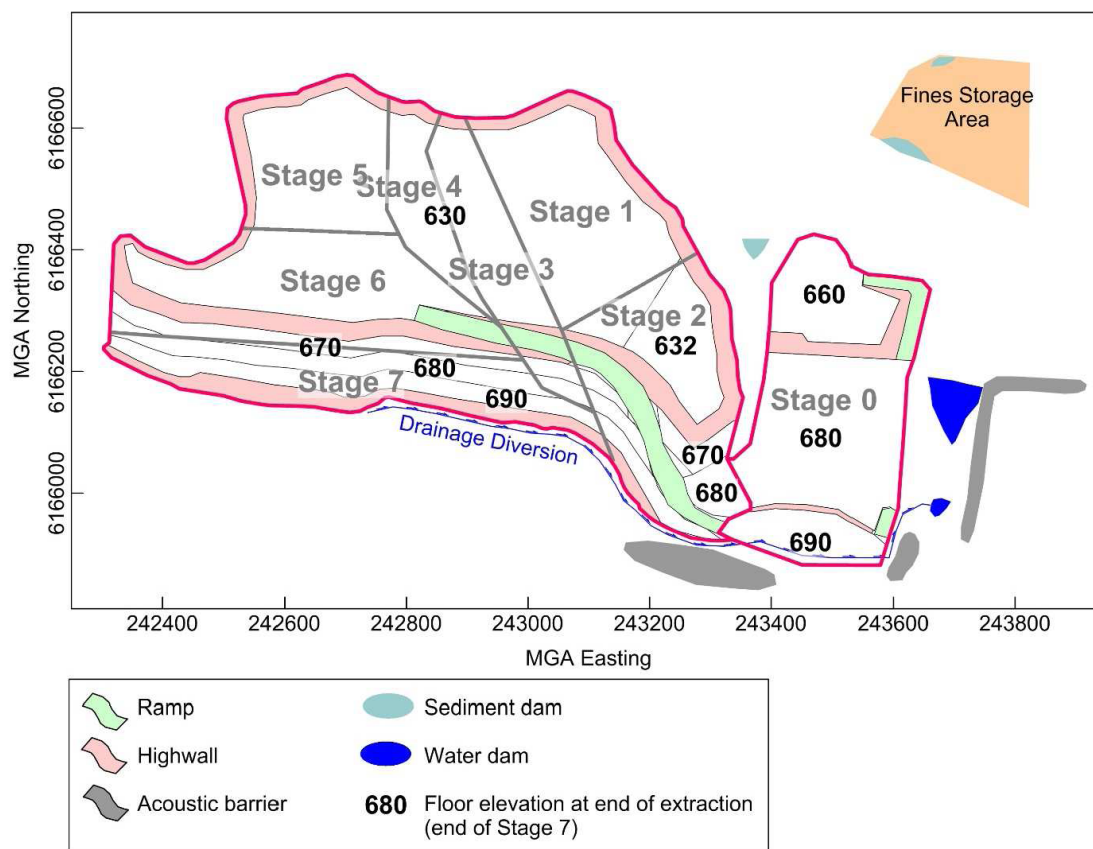 MGA Northing
6166600
6166400
6166200
6166000
Fines Storage
Area
Stage 5
Stage 4
630
Stage 1
Stage 3
Stage 6
Stage 2
632
660
670
680
Stage 7
690
Stage 0
680
Drainage Diversion
670
680
690
242400
242600
242800
243000
243200
243400
243600
243800
MGA Easting
Ramp
Sediment dam
Highwall
Water dam
Acoustic barrier
680 Floor elevation at end of extraction
(end of Stage 7)